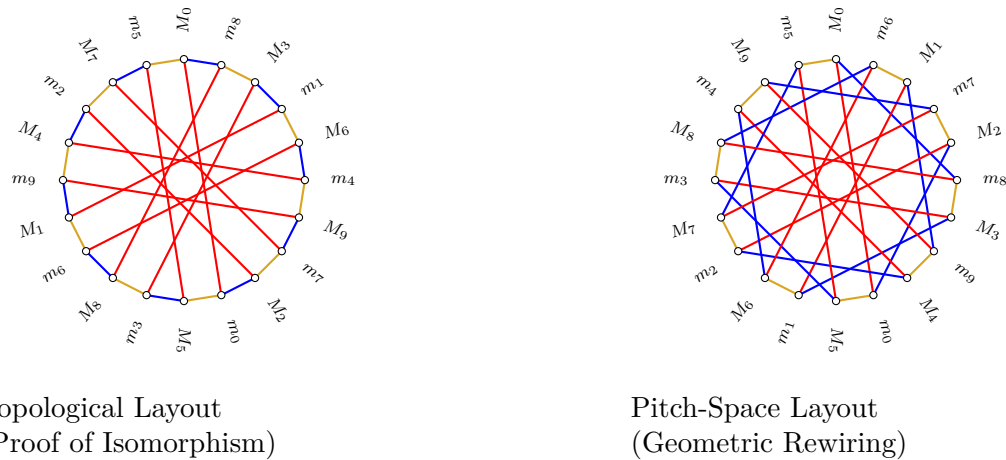 M₀
m₈
M₃
m₁
M₆
m₄
M₉
m₇
M₂
m₀
M₅
m₃
M₈
m₆
M₁
m₉
M₄
m₂
M₇
m₅
opological Layout
Proof of Isomorphism)
M₀
m₆
M₁
m₇
M₂
m₈
M₃
m₉
M₄
m₀
M₅
m₁
M₆
m₂
M₇
m₃
M₈
m₄
M₉
m₅
Pitch-Space Layout
(Geometric Rewiring)